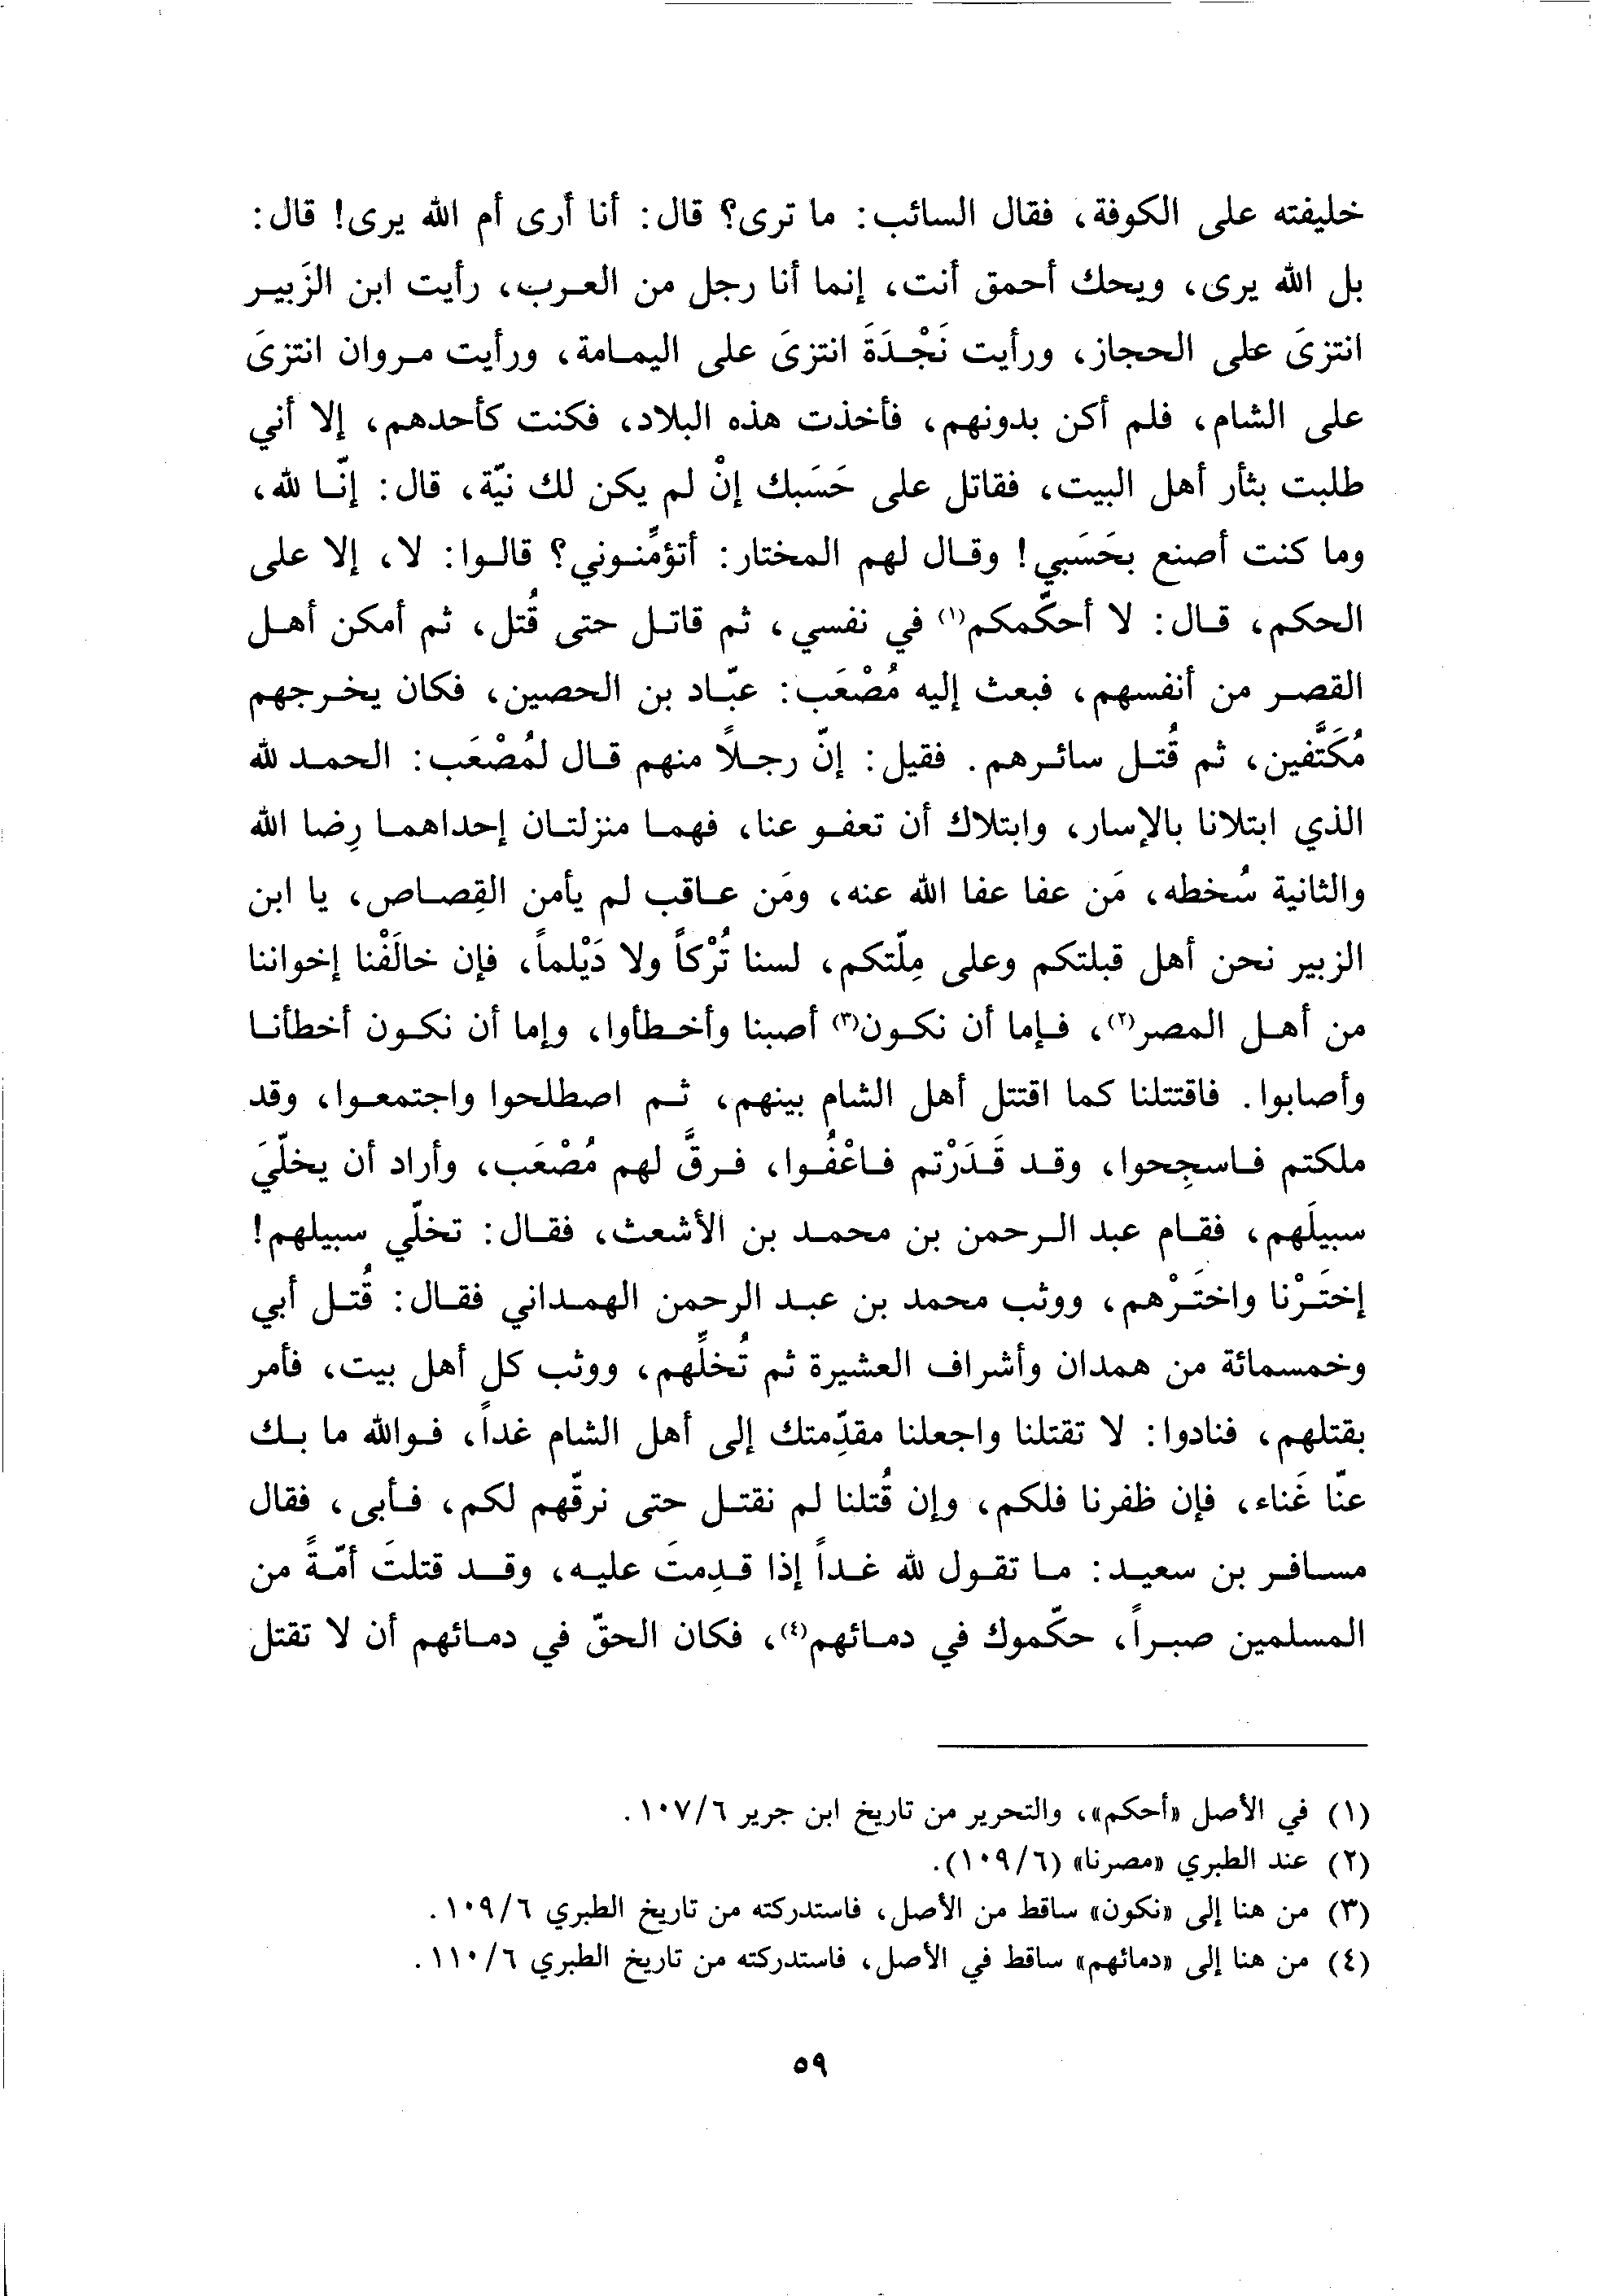 خليفته على الكوفة، فقال السائب: ما ترى؟ قال: أنا أرى أم الله يرى! قال:
بل الله يرى، ويحك أحمق أنت، إنما أنا رجل من العرب، رأيت ابن الزَبير
انتزىَ على الحجاز، ورأيت نَجْدَةَ انتزىَ على اليمامة، ورأيت مروان انتزىَ
على الشام، فلم أكن بدونهم، فأخذت هذه البلاد، فكنت كأحدهم، إلا أني
طلبت بثأر أهل البيت، فقاتل على حَسَبك إنْ لم يكن لك نيّة، قال: إنّا لله،
وما كنت أصنع بحَسَبي! وقال لهم المختار: أتؤمِّنوني؟ قالوا: لا، إلا على
الحكم، قال: لا أحكّمكم(١) في نفسي، ثم قاتل حتى قُتل، ثم أمكن أهل
القصر من أنفسهم، فبعث إليه مُصْعَب: عبّاد بن الحصين، فكان يخرجهم
مُكَتَّفين، ثم قُتل سائرهم. فقيل: إنّ رجلاً منهم قال لمُصْعَب: الحمد لله
الذي ابتلانا بالإسار، وابتلاك أن تعفو عنا، فهما منزلتان إحداهما رِضا الله
والثانية سُخطه، مَن عفا عفا الله عنه، ومَن عاقب لم يأمن القِصاص، يا ابن
الزبير نحن أهل قبلتكم وعلى مِلّتكم، لسنا تُرْكاً ولا دَيْلماً، فإن خالَفْنا إخواننا
من أهل المصر(٢)، فإما أن نكون(٣) أصبنا وأخطأوا، وإما أن نكون أخطأنا
وأصابوا. فاقتتلنا كما اقتتل أهل الشام بينهم، ثم اصطلحوا واجتمعوا، وقد
ملكتم فاسجِحوا، وقد قَدَرْتم فاعْفُوا، فرقَّ لهم مُصْعَب، وأراد أن يخلّيَ
سبيلَهم، فقام عبد الرحمن بن محمد بن الأشعث، فقال: تخلّي سبيلهم!
إختَرْنا واختَرْهم، ووثب محمد بن عبد الرحمن الهمداني فقال: قُتل أبي
وخمسمائة من همدان وأشراف العشيرة ثم تُخلِّهم، ووثب كل أهل بيت، فأمر
بقتلهم، فنادوا: لا تقتلنا واجعلنا مقدِّمتك إلى أهل الشام غداً، فوالله ما بك
عنّا غَناء، فإن ظفرنا فلكم، وإن قُتلنا لم نقتل حتى نرقّهم لكم، فأبى، فقال
مسافر بن سعيد: ما تقول لله غداً إذا قدِمتَ عليه، وقد قتلتَ أمّةً من
المسلمين صبراً، حكّموك في دمائهم(٤)، فكان الحقّ في دمائهم أن لا تقتل
(١) في الأصل «أحكم»، والتحرير من تاريخ ابن جرير ١٠٧/٦.
(٢) عند الطبري «مصرنا» (١٠٩/٦).
(٣) من هنا إلى «نكون» ساقط من الأصل، فاستدركته من تاريخ الطبري ١٠٩/٦.
(٤) من هنا إلى «دمائهم» ساقط في الأصل، فاستدركته من تاريخ الطبري ١١٠/٦.
٥٩